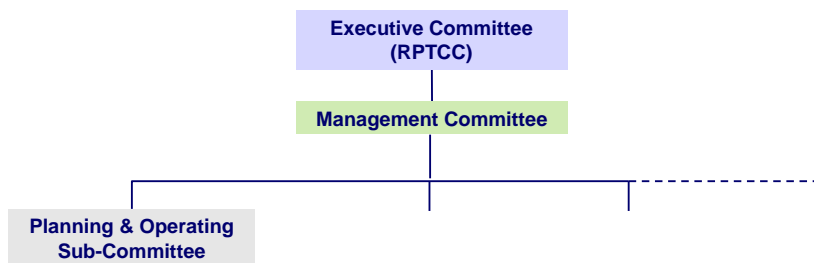 Executive Committee
(RPTCC)
Management Committee
Planning & Operating
Sub-Committee